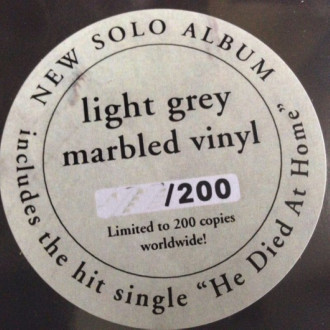 NEW SOLO ALBUM
light grey
marbled vinyl
/200
Limited to 200 copies
worldwide!
includes the hit single “He Died At Home”